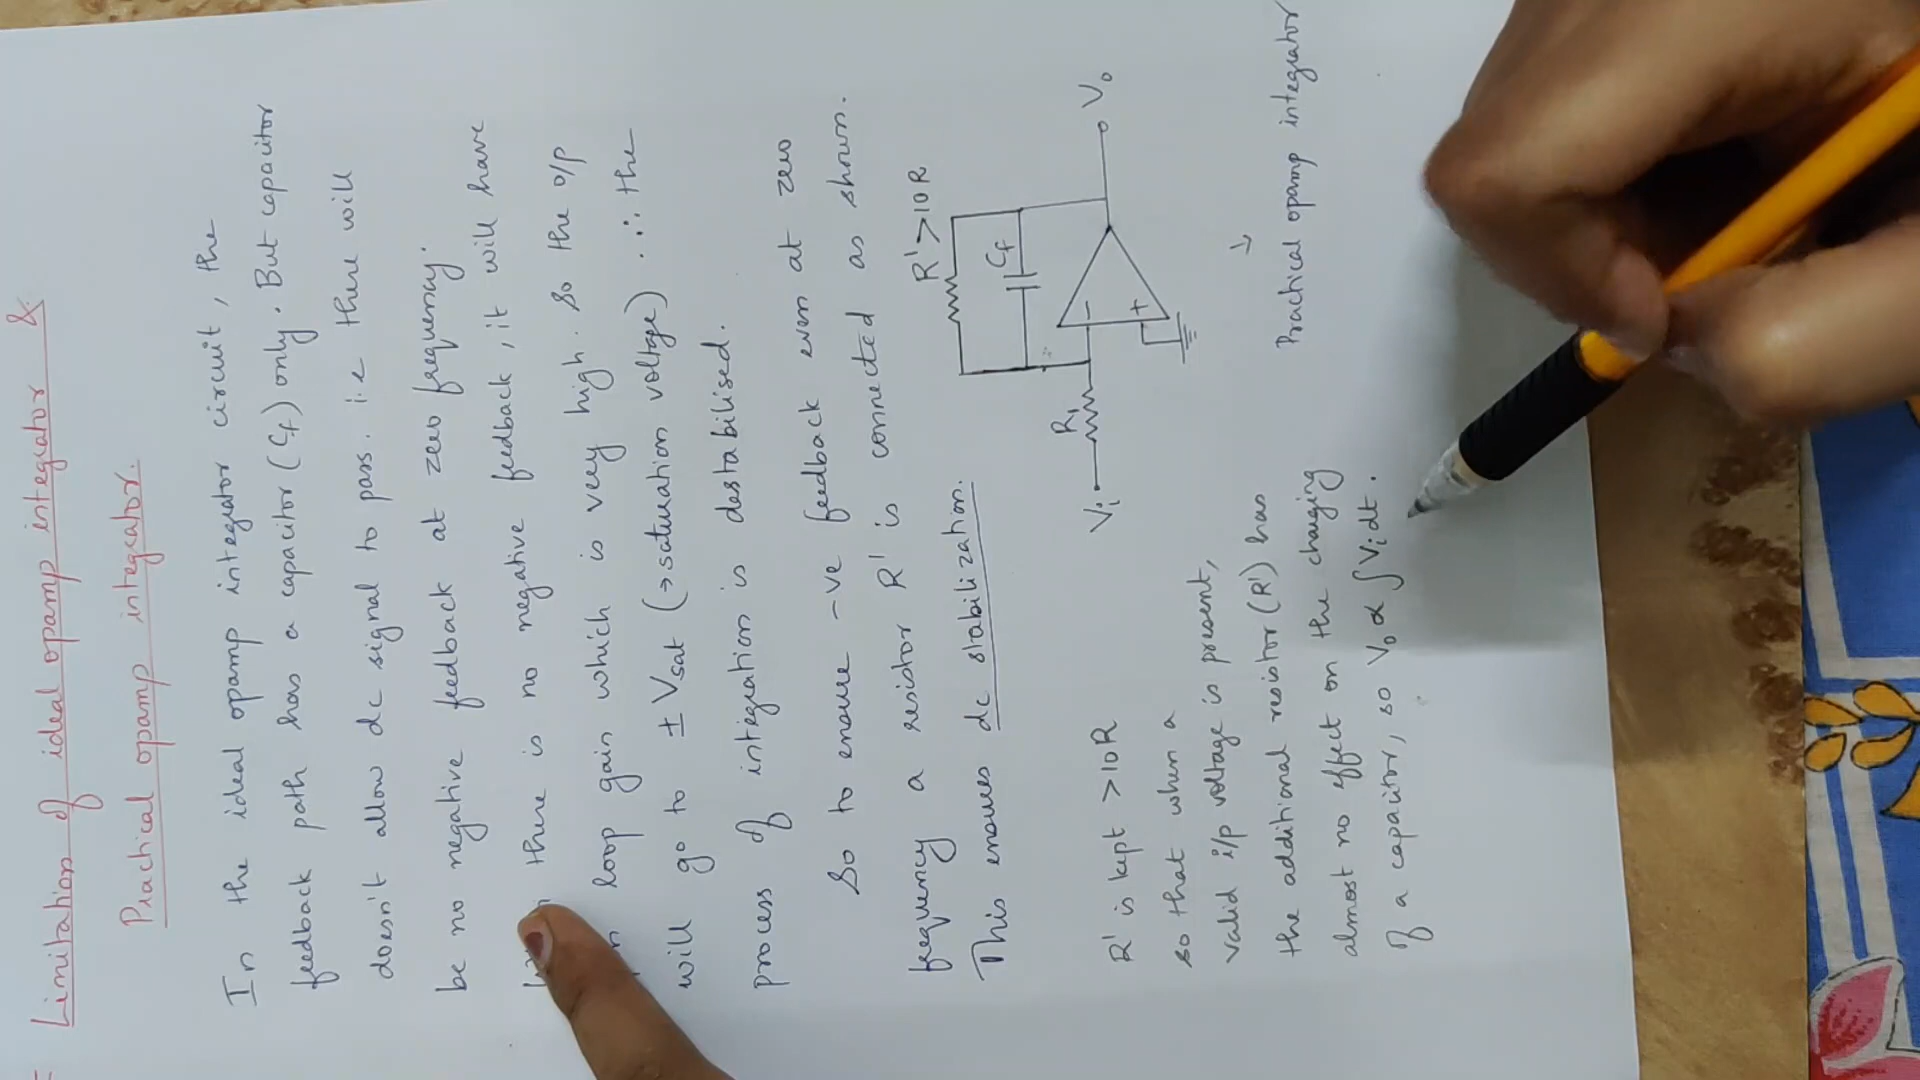 Limitation of ideal opamp integrator &
Practical opamp integrator.
In the ideal opamp integrator circuit, the
feedback path has a capacitor (Cf) only. But capacitor
doesn't allow dc signal to pass. i.e there will
be no negative feedback at zero frequency.
there is no negative feedback, it will have
loop gain which is very high. So the o/p
will go to ± Vsat (→ saturation voltage). ∴ the
process of integration is destabilised.
So to ensure -ve feedback even at zero
frequency a resistor R' is connected as shown.
This ensures dc stabilization.
R' > 10R
Cf
R1
Vi
-
+
Vo
→ Practical opamp integrator
R' is kept > 10R
so that when a
valid i/p voltage is present,
the additional resistor (R') has
almost no effect on the changing
of a capacitor, so Vo ∝ ∫ Vi dt.